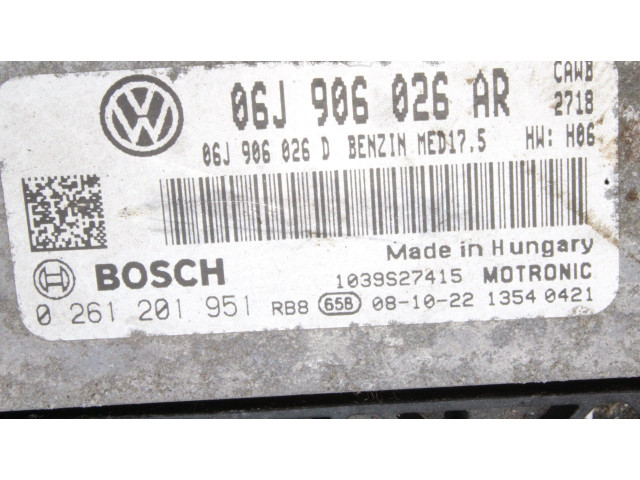 06J 906 026 AR CAWB
2718
06J 906 026 D BENZIN MED17.5 HW: H06
Made in Hungary
BOSCH 1039S27415 MOTRONIC
0 261 201 951 RB8 65B 08-10-22 1354 0421